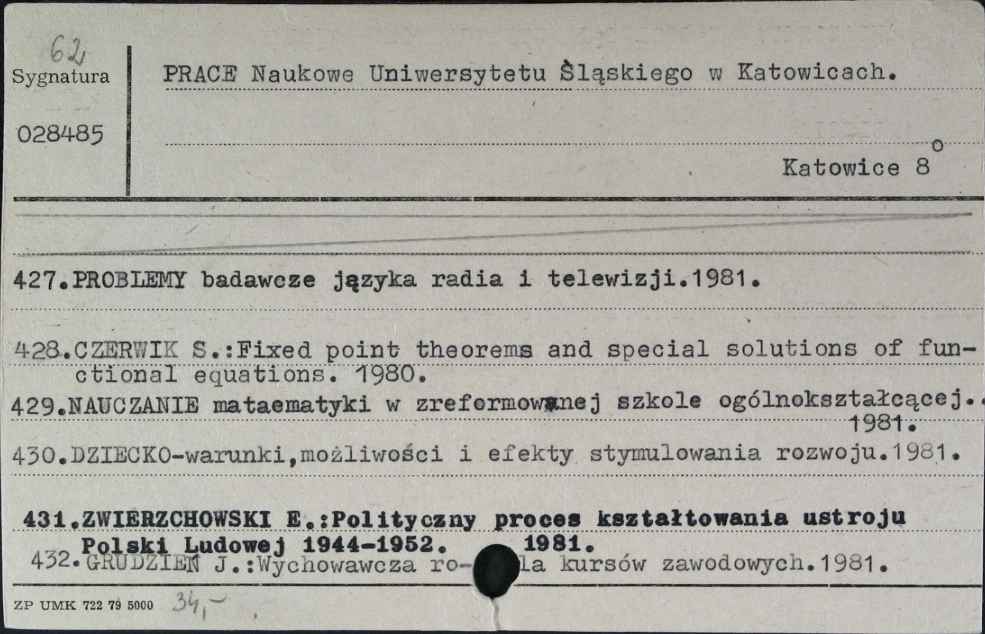 62
Sygnatura
PRACE Naukowe Uniwersytetu Śląskiego w Katowicach.
028485
Katowice 8°
427.PROBLEMY badawcze języka radia i telewizji.1981.
428.CZERWIK S.:Fixed point theorems and special solutions of fun-
ctional equations. 1980.
429.NAUCZANIE mataematyki w zreformowanej szkole ogólnokształcącej..
1981.
430.DZIECKO-warunki,możliwości i efekty stymulowania rozwoju.1981.
431.ZWIERZCHOWSKI E.:Polityczny proces kształtowania ustroju
Polski Ludowej 1944-1952. 1981.
432.GRUDZIEŃ J.:Wychowawcza ro- la kursów zawodowych.1981.
ZP UMK 722 79 5000 34,-